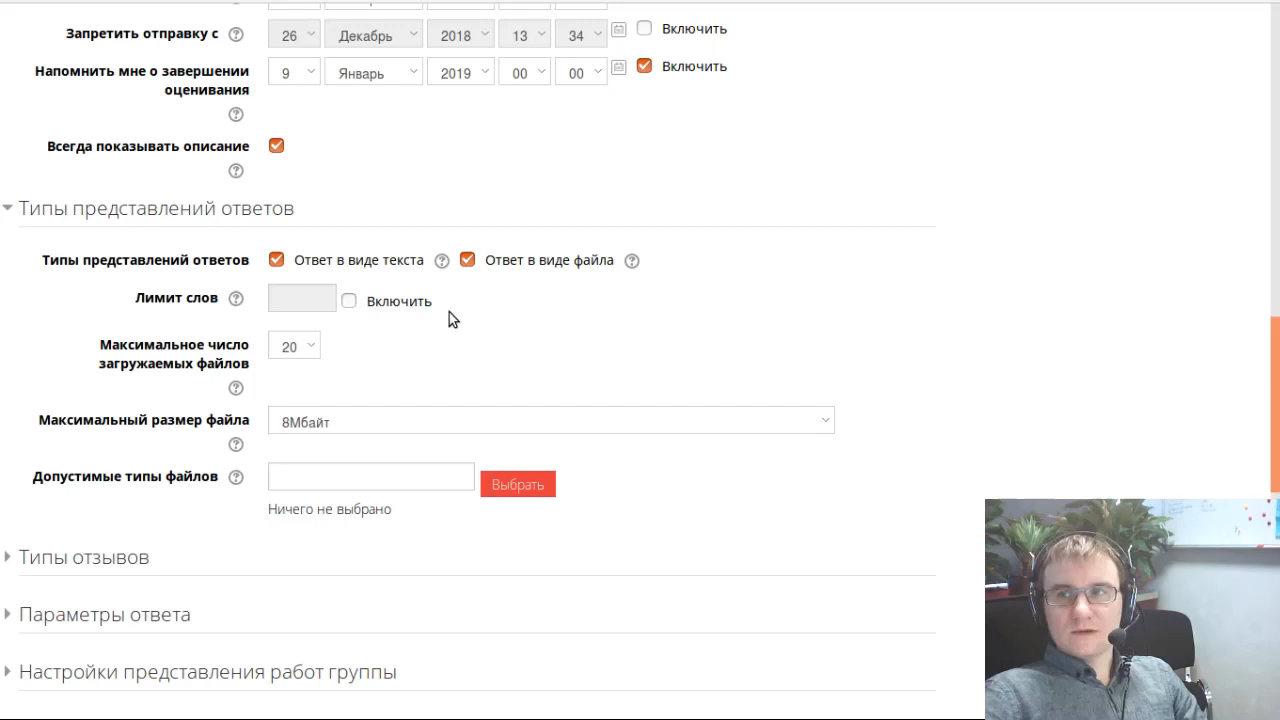 Запретить отправку с
26 Декабрь 2018 13 34 Включить
Напомнить мне о завершении
оценивания
9 Январь 2019 00 00 Включить
Всегда показывать описание
Типы представлений ответов
Типы представлений ответов Ответ в виде текста Ответ в виде файла
Лимит слов Включить
Максимальное число
загружаемых файлов
20
Максимальный размер файла 8Мбайт
Допустимые типы файлов Выбрать
Ничего не выбрано
Типы отзывов
Параметры ответа
Настройки представления работ группы